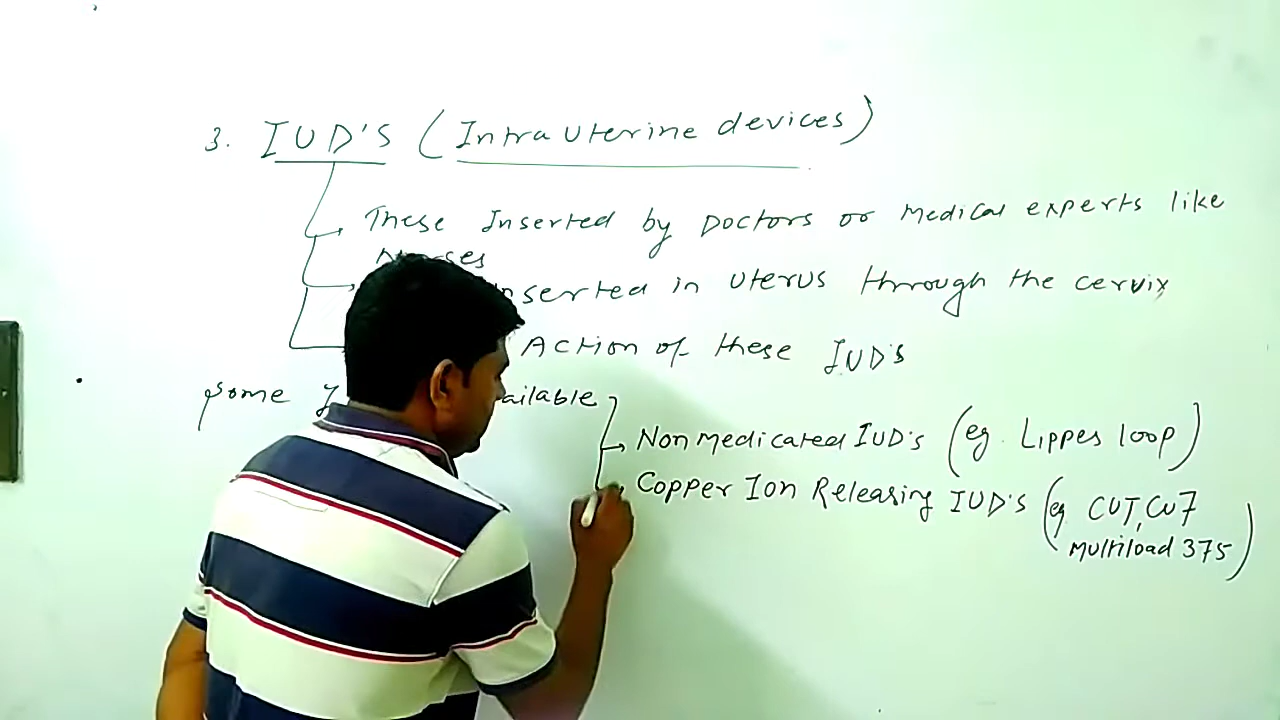 3. IUD'S (Intra Uterine devices)
These Inserted by Doctors or Medical experts like
Nurses
Inserted in Uterus through the cervix
Action of these IUD'S
Some ailable
Non medicated IUD's (eg. Lippes loop)
Copper Ion Releasing IUD's (eg CUT, Cu7
Multiload 375)